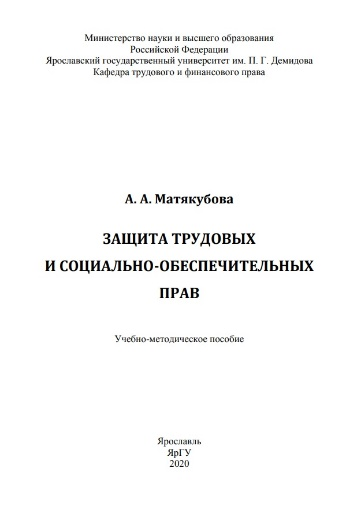 Министерство науки и высшего образования
Российской Федерации
Ярославский государственный университет им. П. Г. Демидова
Кафедра трудового и финансового права
А. А. Матякубова
ЗАЩИТА ТРУДОВЫХ
И СОЦИАЛЬНО-ОБЕСПЕЧИТЕЛЬНЫХ
ПРАВ
Учебно-методическое пособие
Ярославль
ЯрГУ
2020